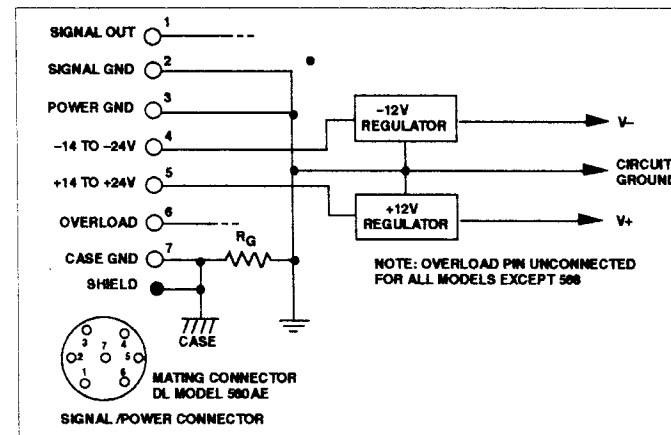 SIGNAL OUT 1
SIGNAL GND 2
POWER GND 3
-14 TO -24V 4
+14 TO +24V 5
OVERLOAD 6
CASE GND 7
SHIELD
RG
CASE
-12V
REGULATOR
V-
CIRCUIT
GROUND
+12V
REGULATOR
V+
NOTE: OVERLOAD PIN UNCONNECTED
FOR ALL MODELS EXCEPT 568
3 4
2 7 5
1 6
MATING CONNECTOR
DL MODEL 560AE
SIGNAL/POWER CONNECTOR